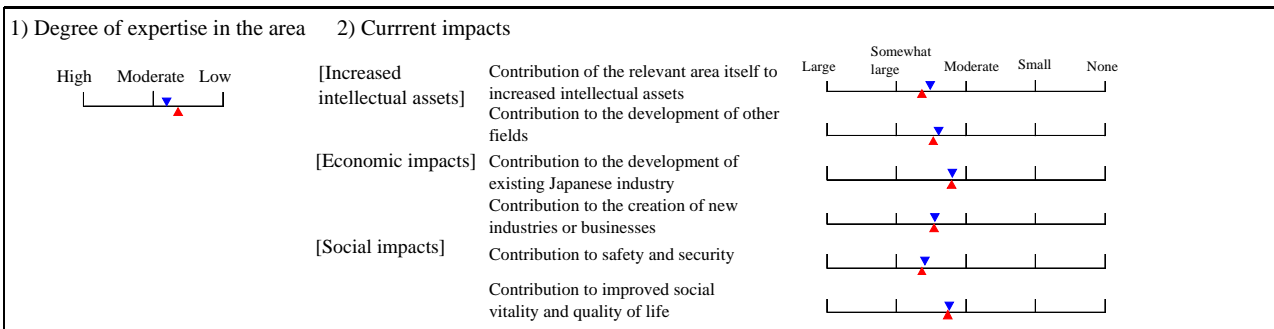 1) Degree of expertise in the area 2) Currrent impacts
High Moderate Low
[Increased
intellectual assets]
Contribution of the relevant area itself to
increased intellectual assets
Large Somewhat
large Moderate Small None
Contribution to the development of other
fields
[Economic impacts] Contribution to the development of
existing Japanese industry
Contribution to the creation of new
industries or businesses
[Social impacts] Contribution to safety and security
Contribution to improved social
vitality and quality of life